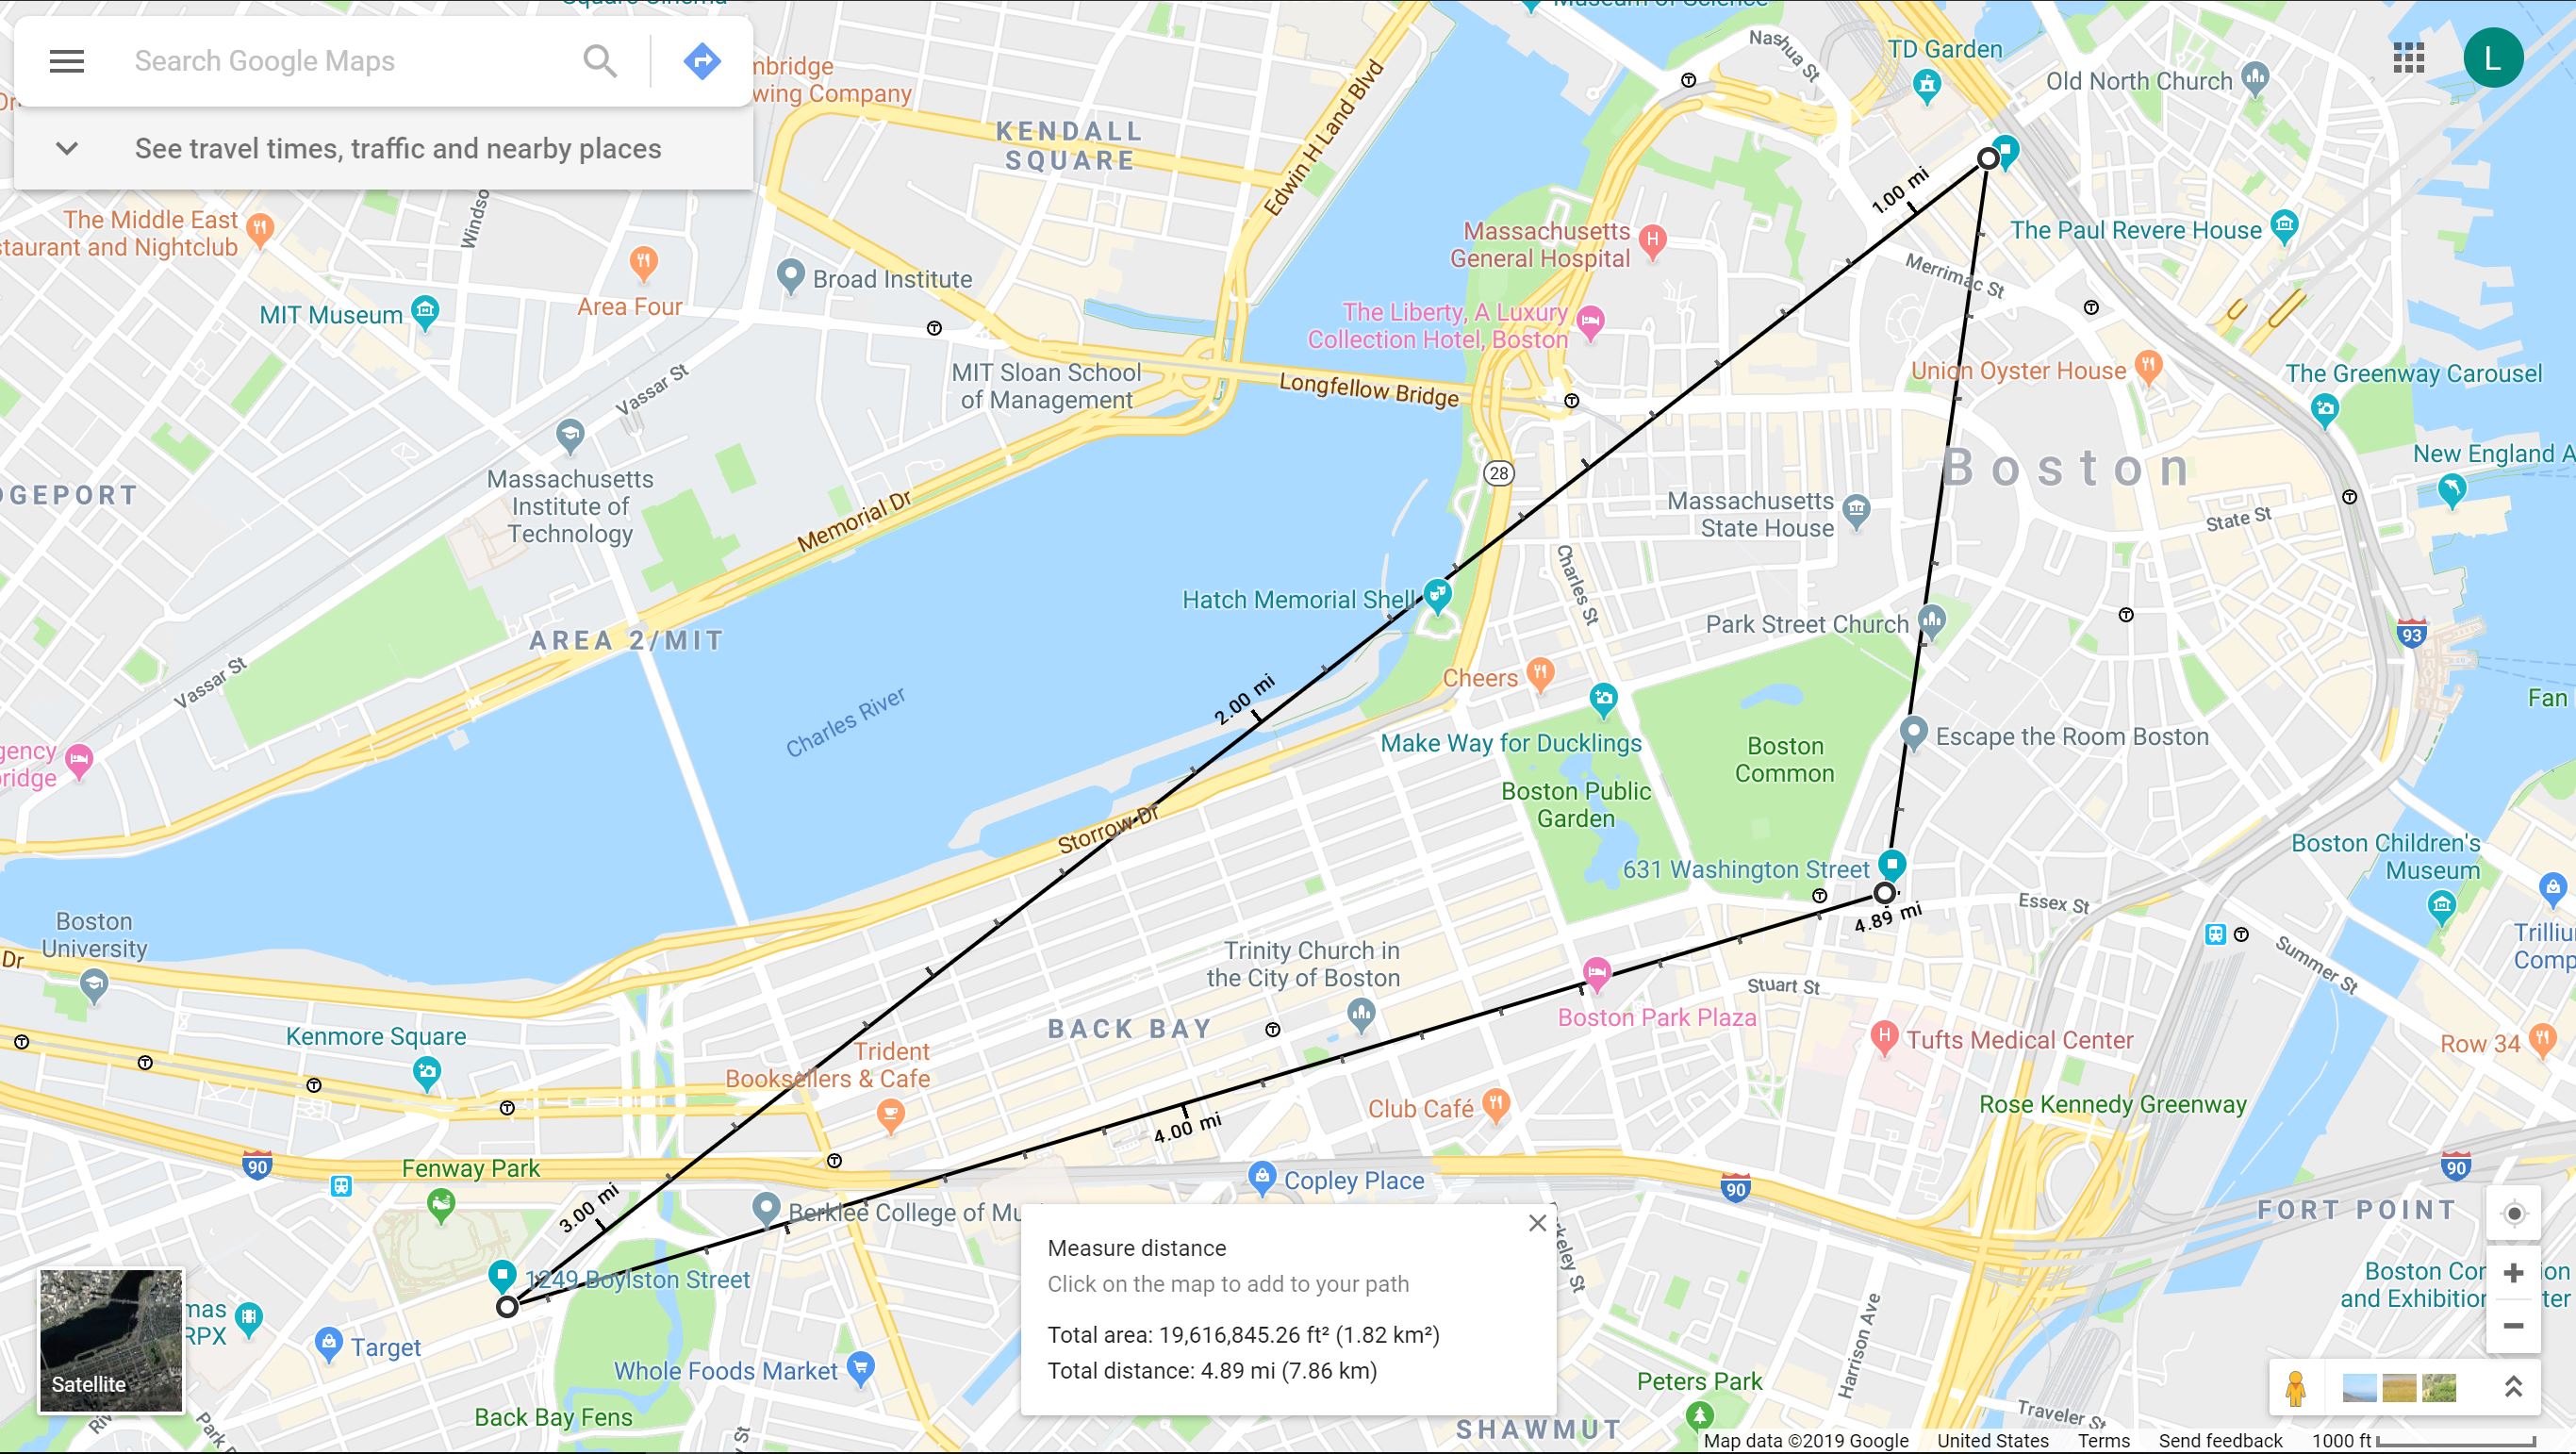 Search Google Maps
See travel times, traffic and nearby places
mbridge
wing Company
KENDALL
SQUARE
Edwin H Land Blvd
Nashua St
TD Garden
Old North Church
L
1.00 mi
The Middle East
staurant and Nightclub
Windso
Massachusetts
General Hospital
H
The Paul Revere House
Merrimac St
Area Four
Broad Institute
MIT Museum
The Liberty, A Luxury
Collection Hotel, Boston
Vassar St
MIT Sloan School
of Management
Longfellow Bridge
Union Oyster House
The Greenway Carousel
New England A
Boston
28
GEPORT
Massachusetts
Institute of
Technology
Memorial Dr
Massachusetts
State House
State St
Charles St
Hatch Memorial Shell
Park Street Church
93
AREA 2/MIT
Vassar St
Cheers
2.00 mi
Charles River
Fan
gency
bridge
Make Way for Ducklings
Boston
Common
Escape the Room Boston
Boston Public
Garden
Storrow Dr
631 Washington Street
Boston Children's
Museum
4.89 mi
Essex St
Boston
University
Dr
Trinity Church in
the City of Boston
Summer St
Trilliu
Comp
Stuart St
Boston Park Plaza
BACK BAY
Kenmore Square
Trident
Booksellers & Cafe
H
Tufts Medical Center
Row 34
Club Café
4.00 mi
Rose Kennedy Greenway
90
Fenway Park
Copley Place
90
90
3.00 mi
Berklee College of Mu
FORT POINT
rkeley St
1249 Boylston Street
Measure distance
Click on the map to add to your path
Total area: 19,616,845.26 ft² (1.82 km²)
Total distance: 4.89 mi (7.86 km)
Boston Con
ion
and Exhibition
ter
mas
RPX
Target
Whole Foods Market
Harrison Ave
Satellite
Peters Park
Back Bay Fens
SHAWMUT
Traveler St
Map data ©2019 Google
United States
Terms
Send feedback
1000 ft